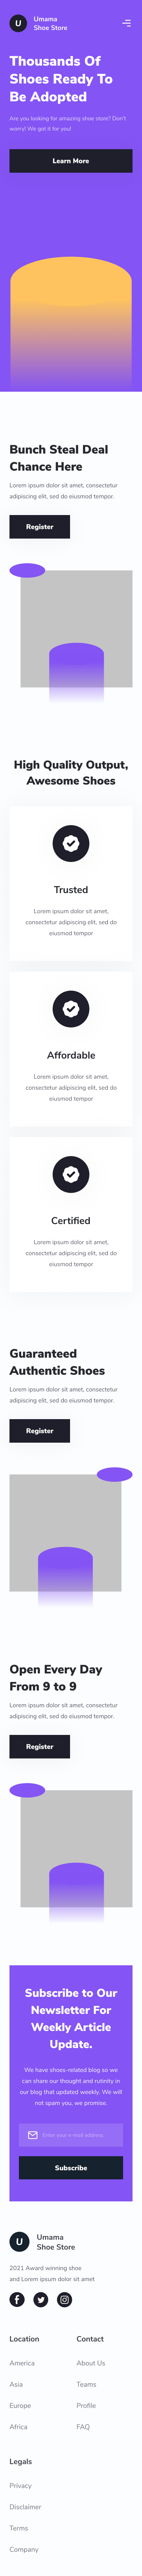 U
Umama
Shoe Store
Thousands Of
Shoes Ready To
Be Adopted
Are you looking for amazing shoe store? Don't
worry! We got it for you!
Learn More
Bunch Steal Deal
Chance Here
Lorem ipsum dolor sit amet, consectetur
adipiscing elit, sed do eiusmod tempor.
Register
High Quality Output,
Awesome Shoes
Trusted
Lorem ipsum dolor sit amet,
consectetur adipiscing elit, sed do
eiusmod tempor
Affordable
Lorem ipsum dolor sit amet,
consectetur adipiscing elit, sed do
eiusmod tempor
Certified
Lorem ipsum dolor sit amet,
consectetur adipiscing elit, sed do
eiusmod tempor
Guaranteed
Authentic Shoes
Lorem ipsum dolor sit amet, consectetur
adipiscing elit, sed do eiusmod tempor.
Register
Open Every Day
From 9 to 9
Lorem ipsum dolor sit amet, consectetur
adipiscing elit, sed do eiusmod tempor.
Register
Subscribe to Our
Newsletter For
Weekly Article
Update.
We have shoes-related blog so we
can share our thought and rutinity in
our blog that updated weekly. We will
not spam you, we promise.
Enter your e-mail address
Subscribe
U
Umama
Shoe Store
2021 Award winning shoe
and Lorem ipsum dolor sit amet
Location
America
Asia
Europe
Africa
Contact
About Us
Teams
Profile
FAQ
Legals
Privacy
Disclaimer
Terms
Company